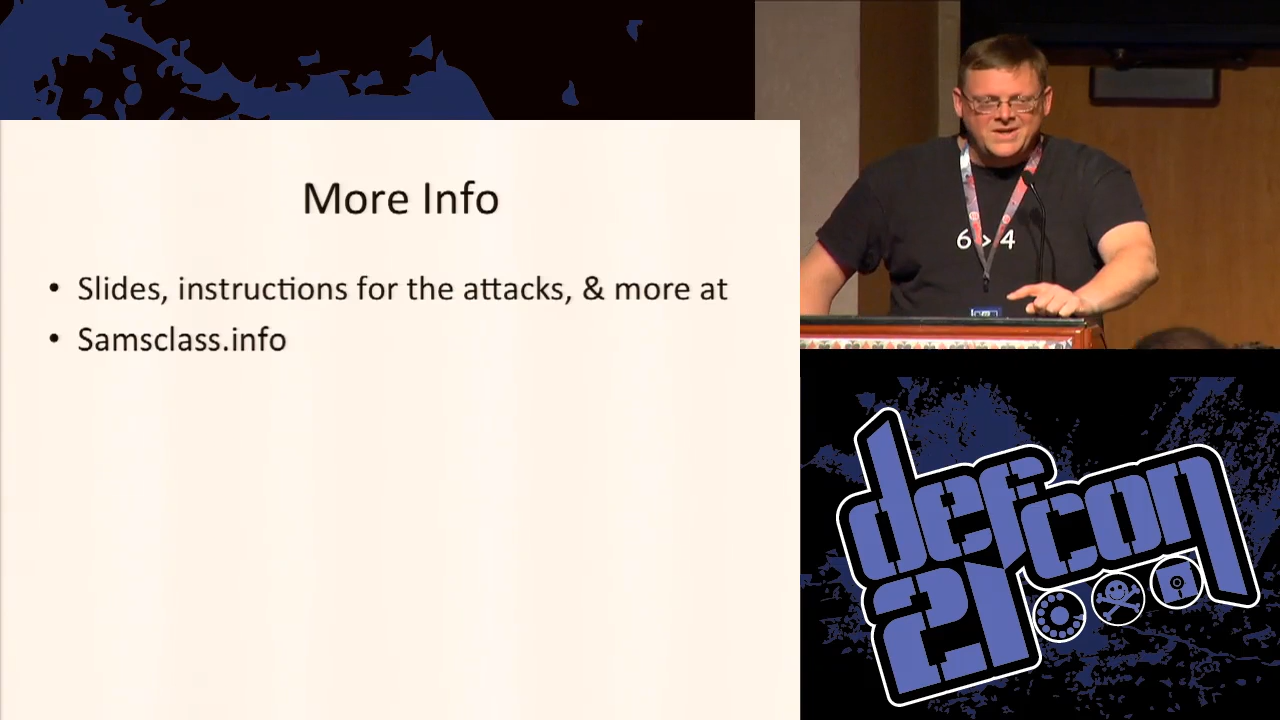 More Info
• Slides, instructions for the attacks, & more at
• Samsclass.info
6>4
defcon
21